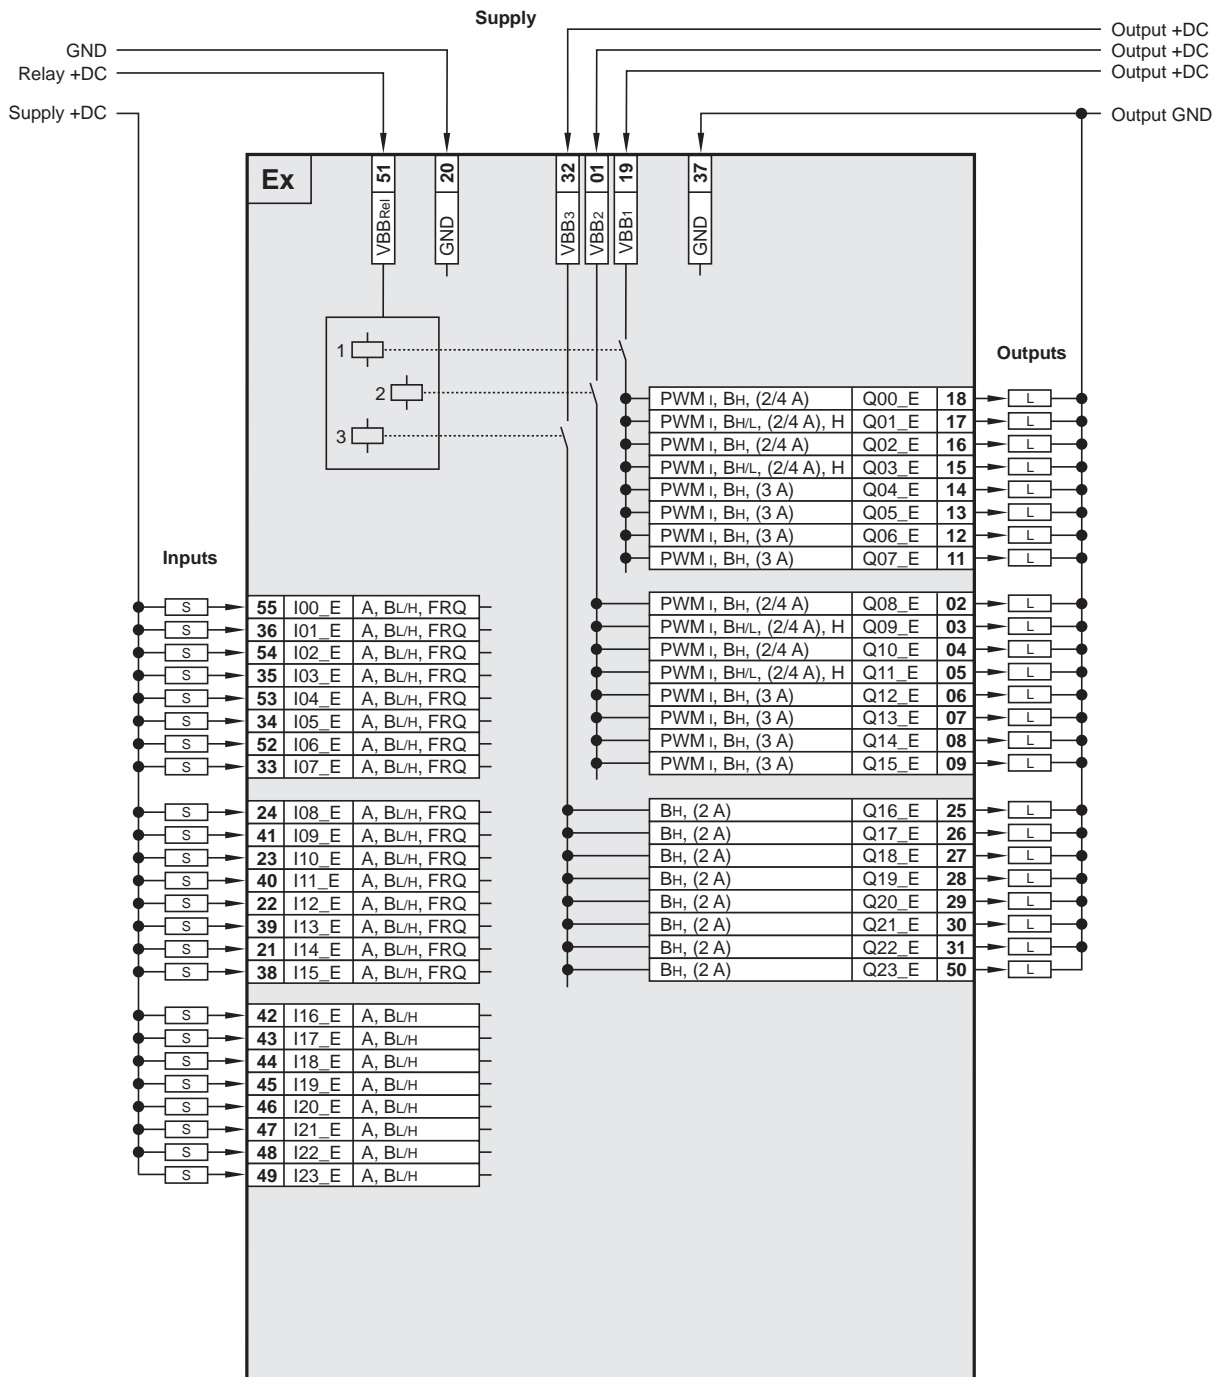 Supply
Output +DC
GND
Output +DC
Relay +DC
Output +DC
Supply +DC
Output GND
Ex
51
20
32
01
19
37
VBBRel
GND
VBB3
VBB2
VBB1
GND
1
2
3
Outputs
PWM I, BH, (2/4 A) Q00_E 18 L
PWM I, BH/L, (2/4 A), H Q01_E 17 L
PWM I, BH, (2/4 A) Q02_E 16 L
PWM I, BH/L, (2/4 A), H Q03_E 15 L
PWM I, BH, (3 A) Q04_E 14 L
PWM I, BH, (3 A) Q05_E 13 L
PWM I, BH, (3 A) Q06_E 12 L
PWM I, BH, (3 A) Q07_E 11 L
PWM I, BH, (2/4 A) Q08_E 02 L
PWM I, BH/L, (2/4 A), H Q09_E 03 L
PWM I, BH, (2/4 A) Q10_E 04 L
PWM I, BH/L, (2/4 A), H Q11_E 05 L
PWM I, BH, (3 A) Q12_E 06 L
PWM I, BH, (3 A) Q13_E 07 L
PWM I, BH, (3 A) Q14_E 08 L
PWM I, BH, (3 A) Q15_E 09 L
BH, (2 A) Q16_E 25 L
BH, (2 A) Q17_E 26 L
BH, (2 A) Q18_E 27 L
BH, (2 A) Q19_E 28 L
BH, (2 A) Q20_E 29 L
BH, (2 A) Q21_E 30 L
BH, (2 A) Q22_E 31 L
BH, (2 A) Q23_E 50 L
Inputs
S 55 I00_E A, BL/H, FRQ
S 36 I01_E A, BL/H, FRQ
S 54 I02_E A, BL/H, FRQ
S 35 I03_E A, BL/H, FRQ
S 53 I04_E A, BL/H, FRQ
S 34 I05_E A, BL/H, FRQ
S 52 I06_E A, BL/H, FRQ
S 33 I07_E A, BL/H, FRQ
S 24 I08_E A, BL/H, FRQ
S 41 I09_E A, BL/H, FRQ
S 23 I10_E A, BL/H, FRQ
S 40 I11_E A, BL/H, FRQ
S 22 I12_E A, BL/H, FRQ
S 39 I13_E A, BL/H, FRQ
S 21 I14_E A, BL/H, FRQ
S 38 I15_E A, BL/H, FRQ
S 42 I16_E A, BL/H
S 43 I17_E A, BL/H
S 44 I18_E A, BL/H
S 45 I19_E A, BL/H
S 46 I20_E A, BL/H
S 47 I21_E A, BL/H
S 48 I22_E A, BL/H
S 49 I23_E A, BL/H